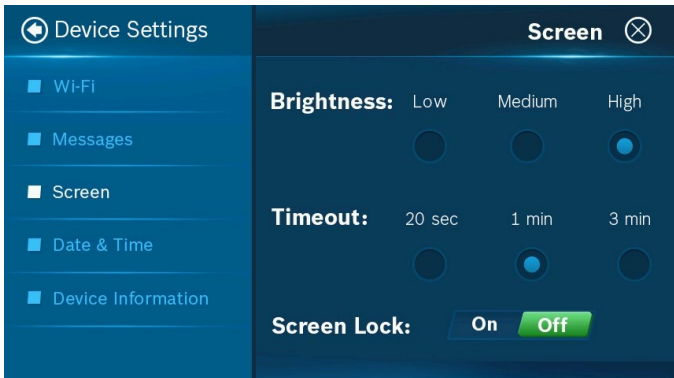 Device Settings
Wi-Fi
Messages
Screen
Date & Time
Device Information
Screen
Brightness: Low Medium High
Timeout: 20 sec 1 min 3 min
Screen Lock: On Off